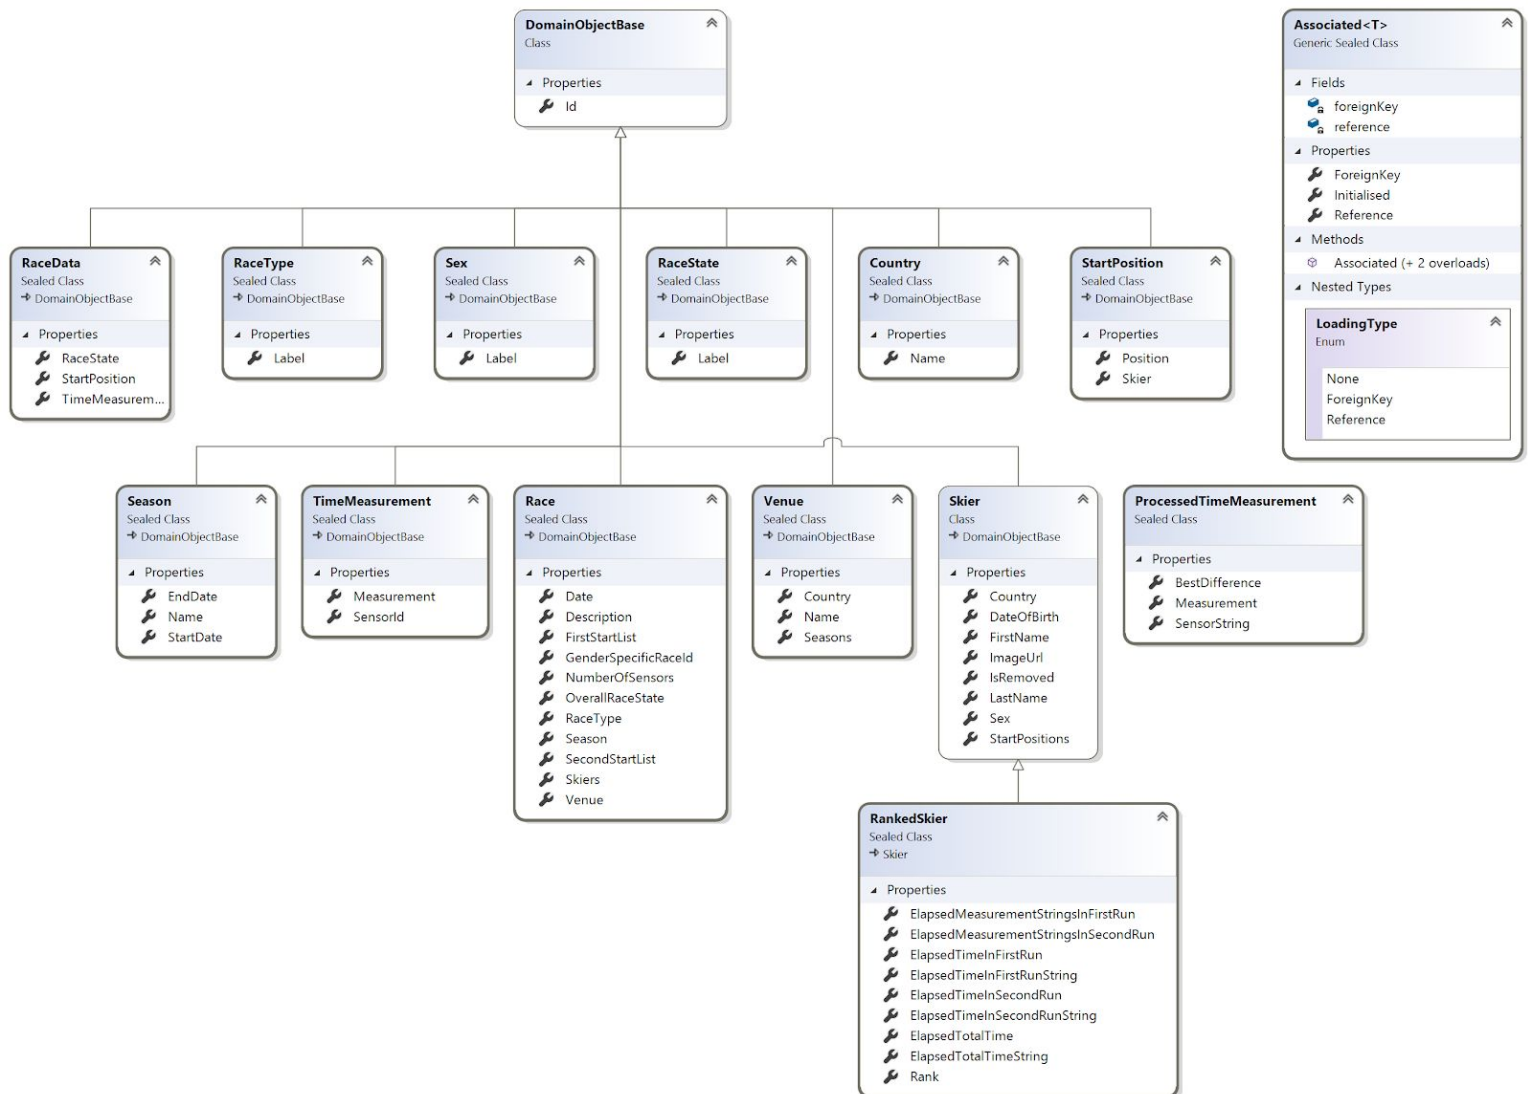 DomainObjectBase
Class
Properties
Id
Associated<T>
Generic Sealed Class
Fields
foreignKey
reference
Properties
ForeignKey
Initialised
Reference
Methods
Associated (+ 2 overloads)
Nested Types
LoadingType
Enum
None
ForeignKey
Reference
RaceData
Sealed Class
DomainObjectBase
Properties
RaceState
StartPosition
TimeMeasurem...
RaceType
Sealed Class
DomainObjectBase
Properties
Label
Sex
Sealed Class
DomainObjectBase
Properties
Label
RaceState
Sealed Class
DomainObjectBase
Properties
Label
Country
Sealed Class
DomainObjectBase
Properties
Name
StartPosition
Sealed Class
DomainObjectBase
Properties
Position
Skier
Season
Sealed Class
DomainObjectBase
Properties
EndDate
Name
StartDate
TimeMeasurement
Sealed Class
DomainObjectBase
Properties
Measurement
SensorId
Race
Sealed Class
DomainObjectBase
Properties
Date
Description
FirstStartList
GenderSpecificRaceId
NumberOfSensors
OverallRaceState
RaceType
Season
SecondStartList
Skiers
Venue
Venue
Sealed Class
DomainObjectBase
Properties
Country
Name
Seasons
Skier
Class
DomainObjectBase
Properties
Country
DateOfBirth
FirstName
ImageUrl
IsRemoved
LastName
Sex
StartPositions
ProcessedTimeMeasurement
Sealed Class
Properties
BestDifference
Measurement
SensorString
RankedSkier
Sealed Class
Skier
Properties
ElapsedMeasurementStringsInFirstRun
ElapsedMeasurementStringsInSecondRun
ElapsedTimeInFirstRun
ElapsedTimeInFirstRunString
ElapsedTimeInSecondRun
ElapsedTimeInSecondRunString
ElapsedTotalTime
ElapsedTotalTimeString
Rank